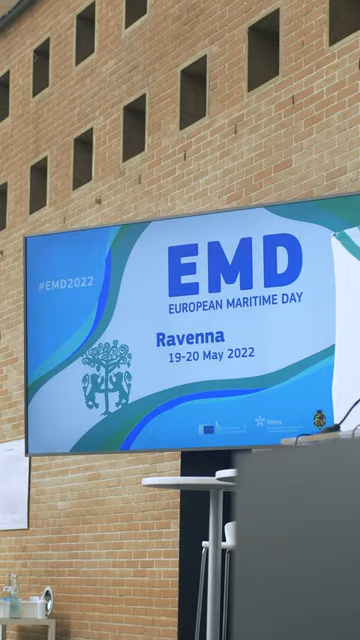 #EMD2022
EMD
EUROPEAN MARITIME DAY
Ravenna
19-20 May 2022